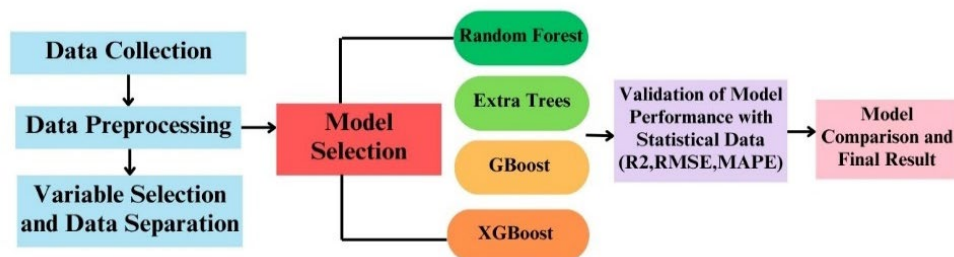 Data Collection
Data Preprocessing
Variable Selection
and Data Separation
Model
Selection
Random Forest
Extra Trees
GBoost
XGBoost
Validation of Model
Performance with
Statistical Data
(R2,RMSE,MAPE)
Model
Comparison and
Final Result